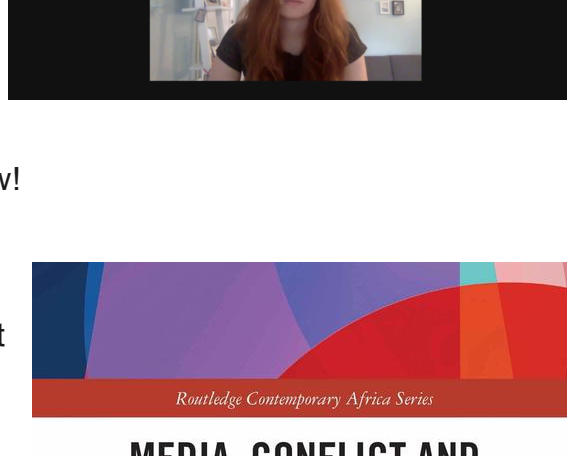 w!
t
Routledge Contemporary Africa Series
MEDIA, CONFLICT AND